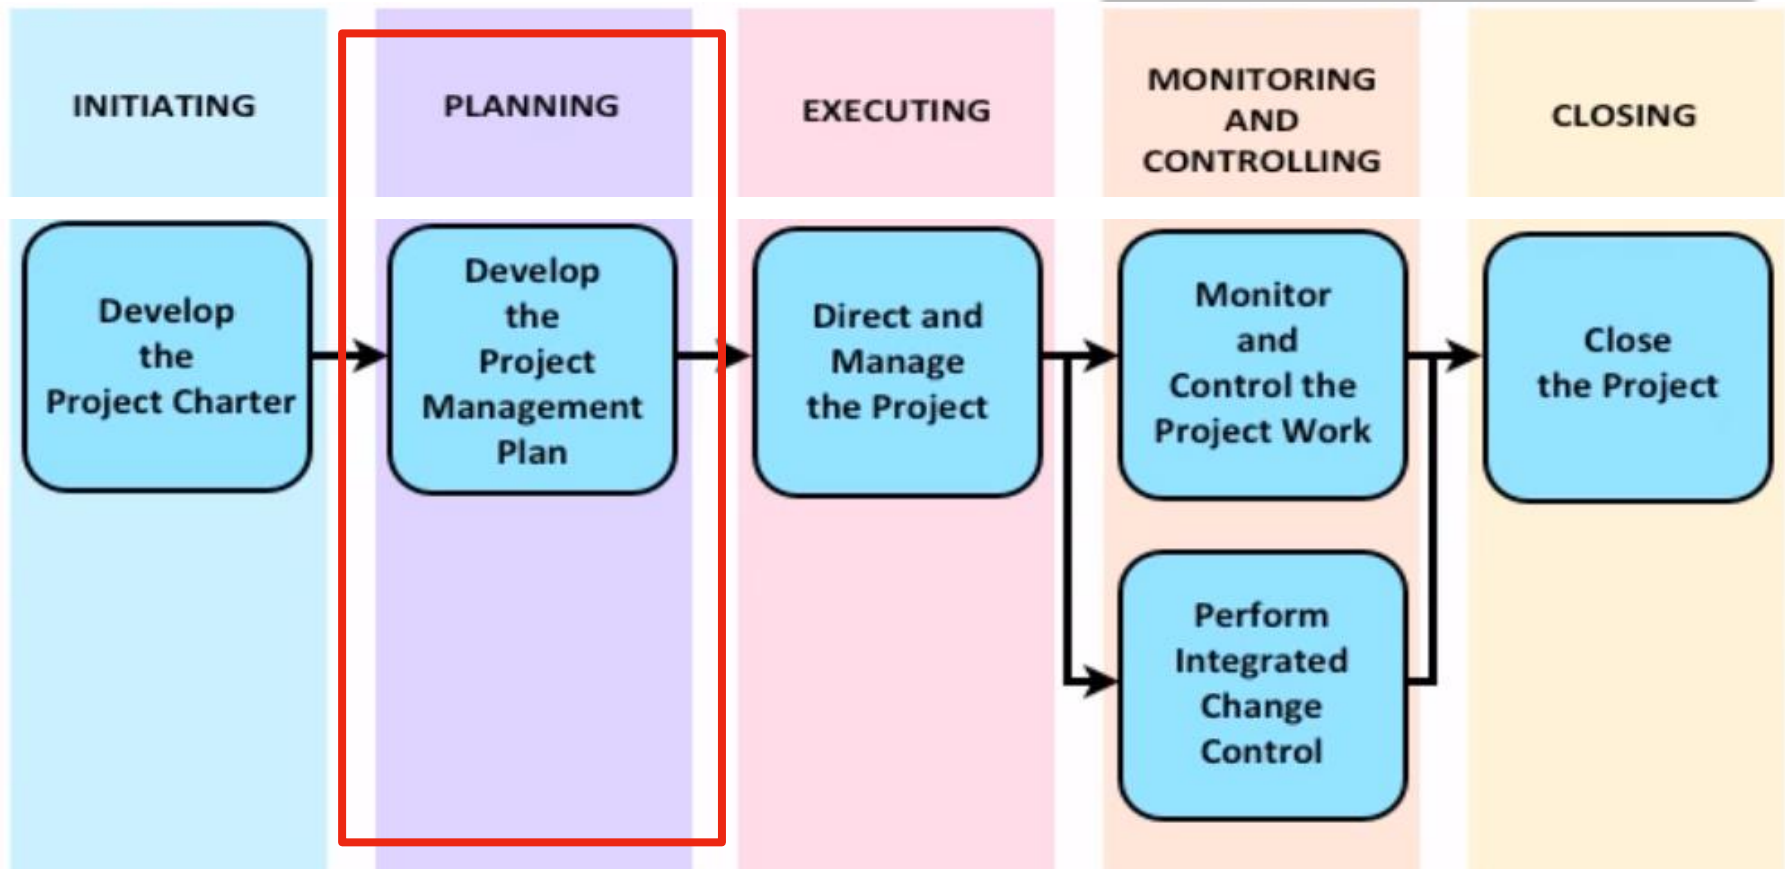 INITIATING
PLANNING
EXECUTING
MONITORING
AND
CONTROLLING
CLOSING
Develop
the
Project Charter
Develop
the
Project
Management
Plan
Direct and
Manage
the Project
Monitor
and
Control the
Project Work
Perform
Integrated
Change
Control
Close
the Project